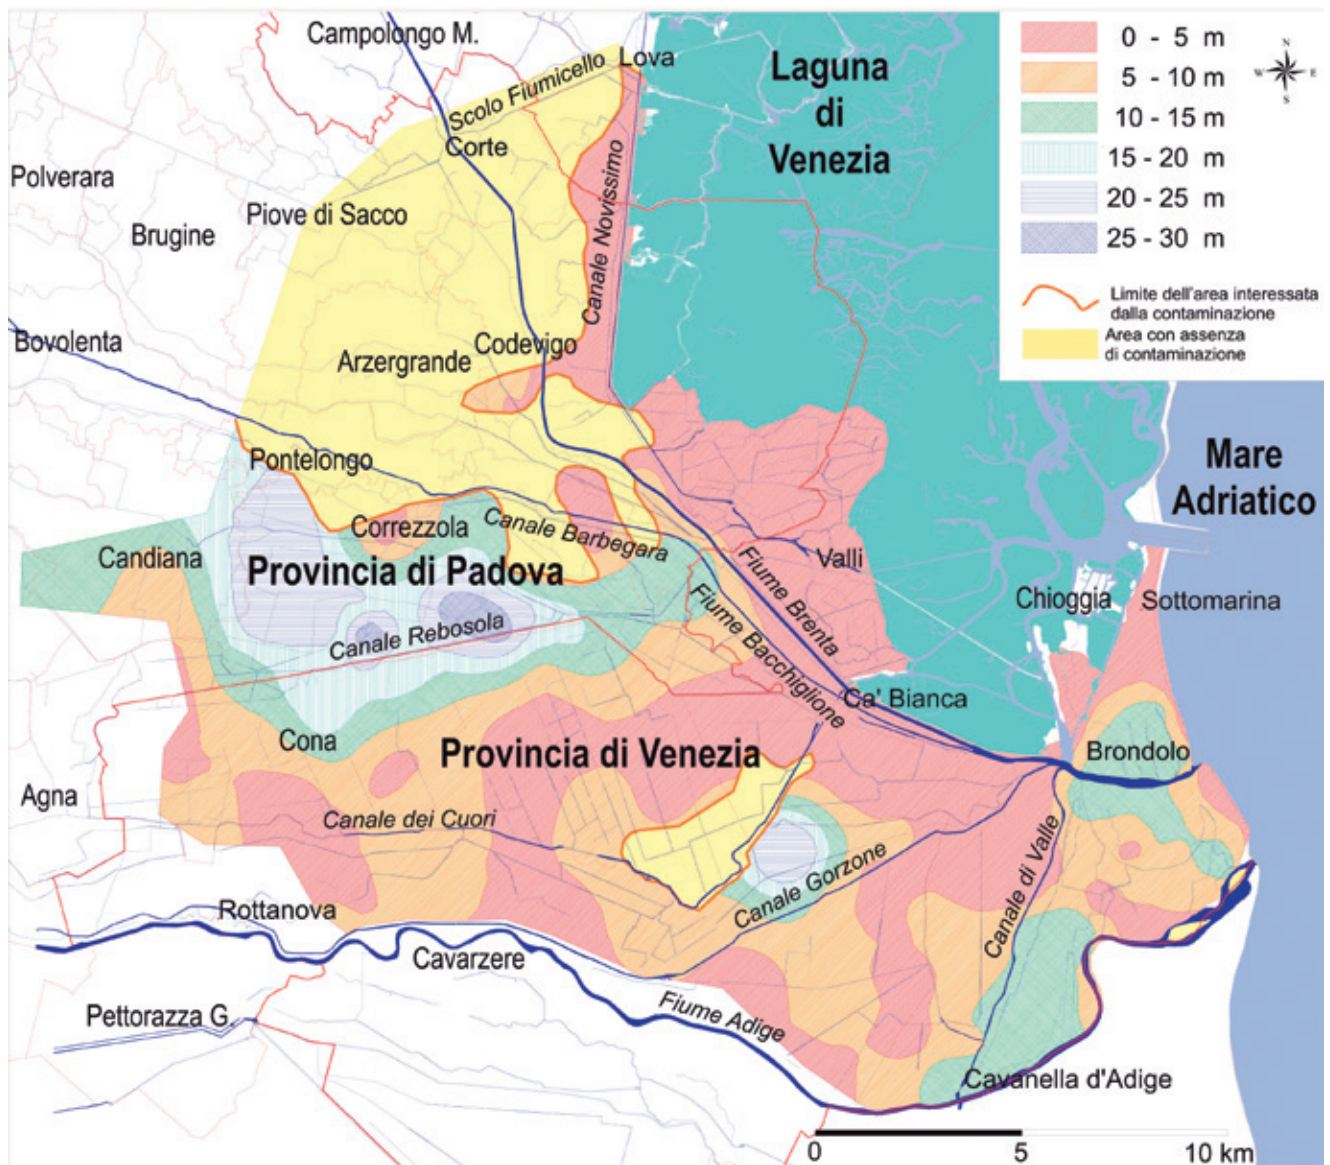 Campolongo M.
Scolo Fiumicello
Lova
Laguna
di
Venezia
0 - 5 m
5 - 10 m
10 - 15 m
15 - 20 m
20 - 25 m
25 - 30 m
N
W
E
S
Limite dell'area interessata
dalla contaminazione
Area con assenza
di contaminazione
Corte
Polverara
Piove di Sacco
Brugine
Canale Novissimo
Bovolenta
Codevigo
Arzergrande
Pontelongo
Mare
Adriatico
Correzzola
Canale Barbegara
Candiana
Provincia di Padova
Valli
Fiume Brenta
Chioggia
Sottomarina
Canale Rebosola
Fiume Bacchiglione
Ca' Bianca
Cona
Provincia di Venezia
Brondolo
Agna
Canale dei Cuori
Canale Gorzone
Canale di Valle
Rottanova
Cavarzere
Fiume Adige
Pettorazza G.
Cavanella d'Adige
0
5
10 km